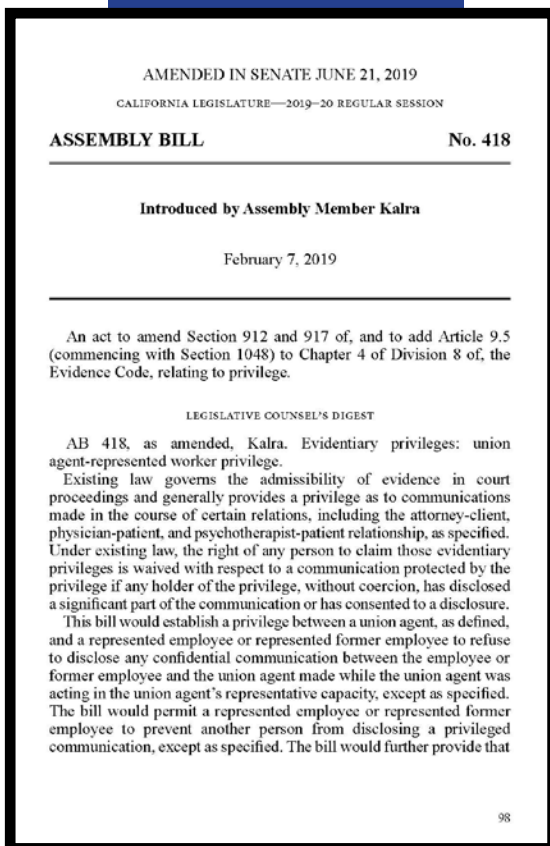 AMENDED IN SENATE JUNE 21, 2019
CALIFORNIA LEGISLATURE—2019–20 REGULAR SESSION
ASSEMBLY BILL No. 418
Introduced by Assembly Member Kalra
February 7, 2019
An act to amend Section 912 and 917 of, and to add Article 9.5
(commencing with Section 1048) to Chapter 4 of Division 8 of, the
Evidence Code, relating to privilege.
LEGISLATIVE COUNSEL'S DIGEST
AB 418, as amended, Kalra. Evidentiary privileges: union
agent-represented worker privilege.
Existing law governs the admissibility of evidence in court
proceedings and generally provides a privilege as to communications
made in the course of certain relations, including the attorney-client,
physician-patient, and psychotherapist-patient relationship, as specified.
Under existing law, the right of any person to claim those evidentiary
privileges is waived with respect to a communication protected by the
privilege if any holder of the privilege, without coercion, has disclosed
a significant part of the communication or has consented to a disclosure.
This bill would establish a privilege between a union agent, as defined,
and a represented employee or represented former employee to refuse
to disclose any confidential communication between the employee or
former employee and the union agent made while the union agent was
acting in the union agent's representative capacity, except as specified.
The bill would permit a represented employee or represented former
employee to prevent another person from disclosing a privileged
communication, except as specified. The bill would further provide that
98